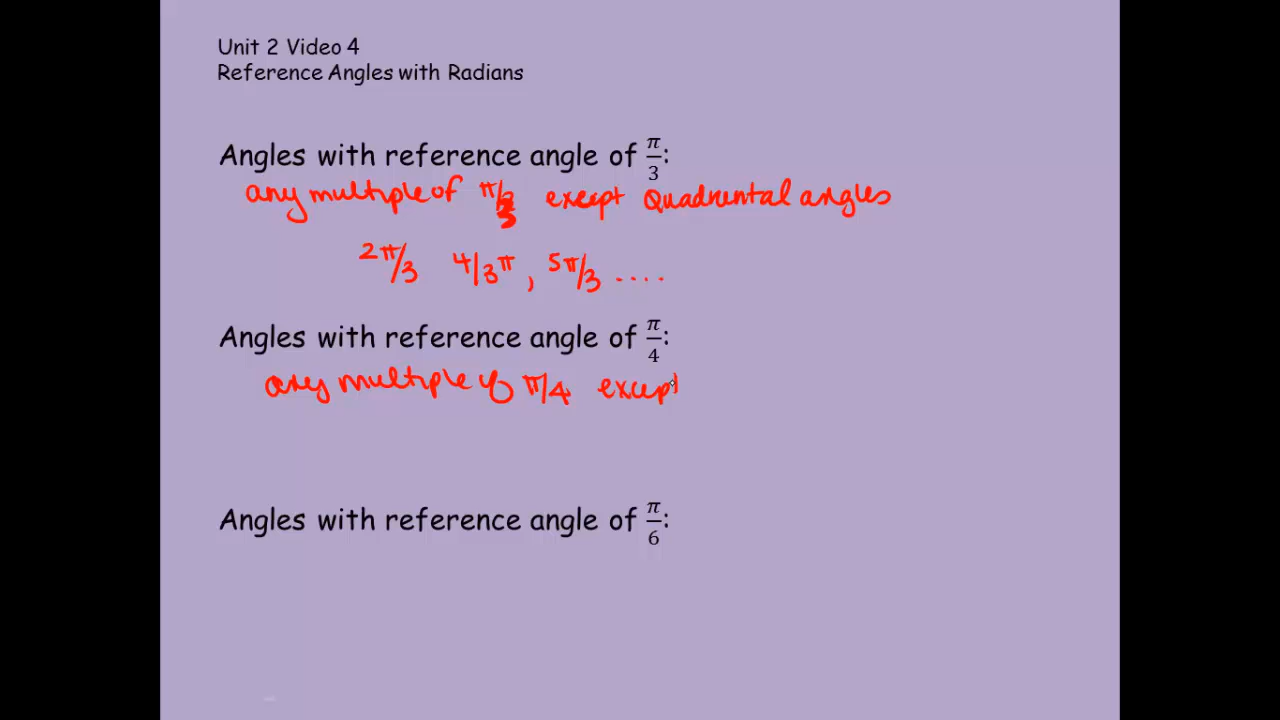 Unit 2 Video 4
Reference Angles with Radians
Angles with reference angle of π/3:
any multiple of π/3 except Quadrental angles
2π/3 4/3π, 5π/3 ....
Angles with reference angle of π/4:
any multiple of π/4 except
Angles with reference angle of π/6: